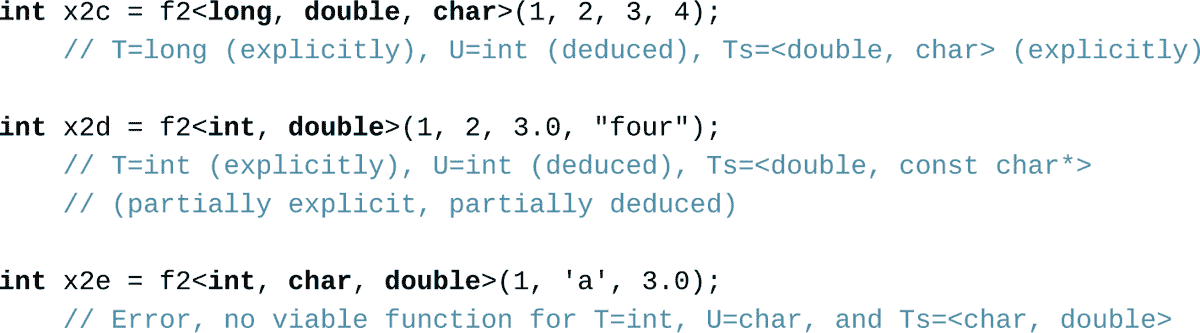 int x2c = f2<long, double, char>(1, 2, 3, 4);
// T=long (explicitly), U=int (deduced), Ts=<double, char> (explicitly)
int x2d = f2<int, double>(1, 2, 3.0, "four");
// T=int (explicitly), U=int (deduced), Ts=<double, const char*>
// (partially explicit, partially deduced)
int x2e = f2<int, char, double>(1, 'a', 3.0);
// Error, no viable function for T=int, U=char, and Ts=<char, double>